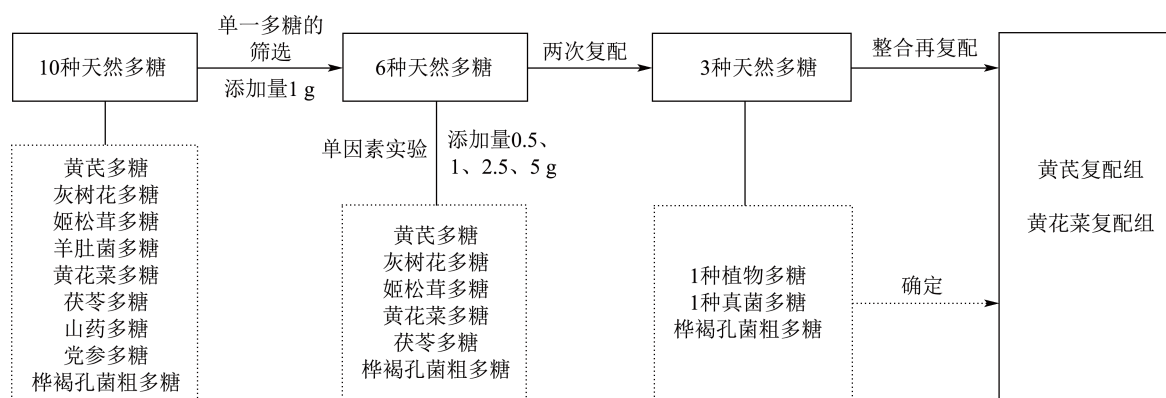 10种天然多糖
单一多糖的
筛选
添加量1 g
6种天然多糖
两次复配
3种天然多糖
整合再复配
黄芪多糖
灰树花多糖
姬松茸多糖
羊肚菌多糖
黄花菜多糖
茯苓多糖
山药多糖
党参多糖
桦褐孔菌粗多糖
单因素实验
添加量0.5、
1、2.5、5 g
黄芪多糖
灰树花多糖
姬松茸多糖
黄花菜多糖
茯苓多糖
桦褐孔菌粗多糖
1种植物多糖
1种真菌多糖
桦褐孔菌粗多糖
确定
黄芪复配组
黄花菜复配组